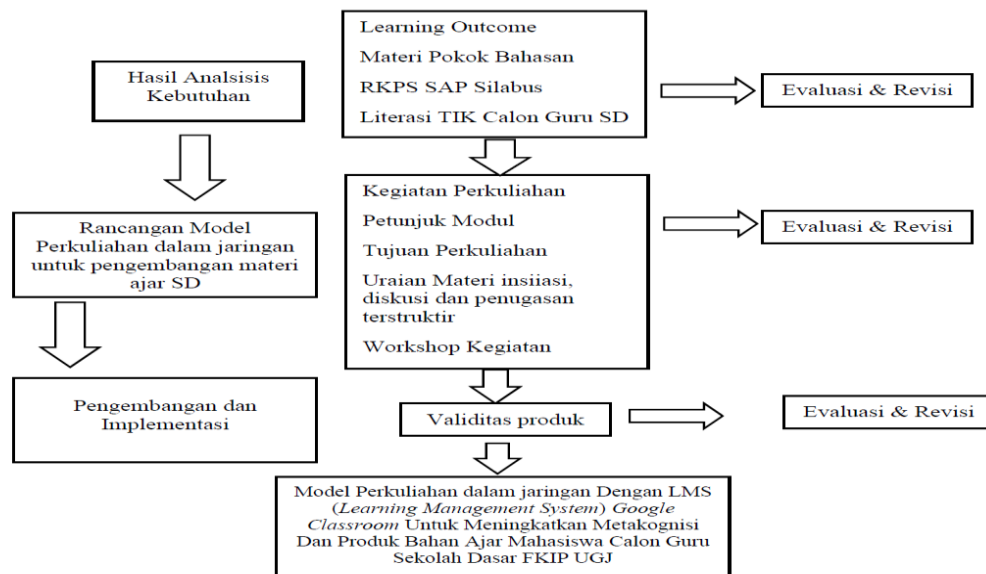 Hasil Analsisis
Kebutuhan
Rancangan Model
Perkuliahan dalam jaringan
untuk pengembangan materi
ajar SD
Pengembangan dan
Implementasi
Learning Outcome
Materi Pokok Bahasan
RKPS SAP Silabus
Literasi TIK Calon Guru SD
Evaluasi & Revisi
Kegiatan Perkuliahan
Petunjuk Modul
Tujuan Perkuliahan
Uraian Materi insiiasi,
diskusi dan penugasan
terstruktir
Workshop Kegiatan
Evaluasi & Revisi
Validitas produk
Evaluasi & Revisi
Model Perkuliahan dalam jaringan Dengan LMS
(Learning Management System) Google
Classroom Untuk Meningkatkan Metakognisi
Dan Produk Bahan Ajar Mahasiswa Calon Guru
Sekolah Dasar FKIP UGJ